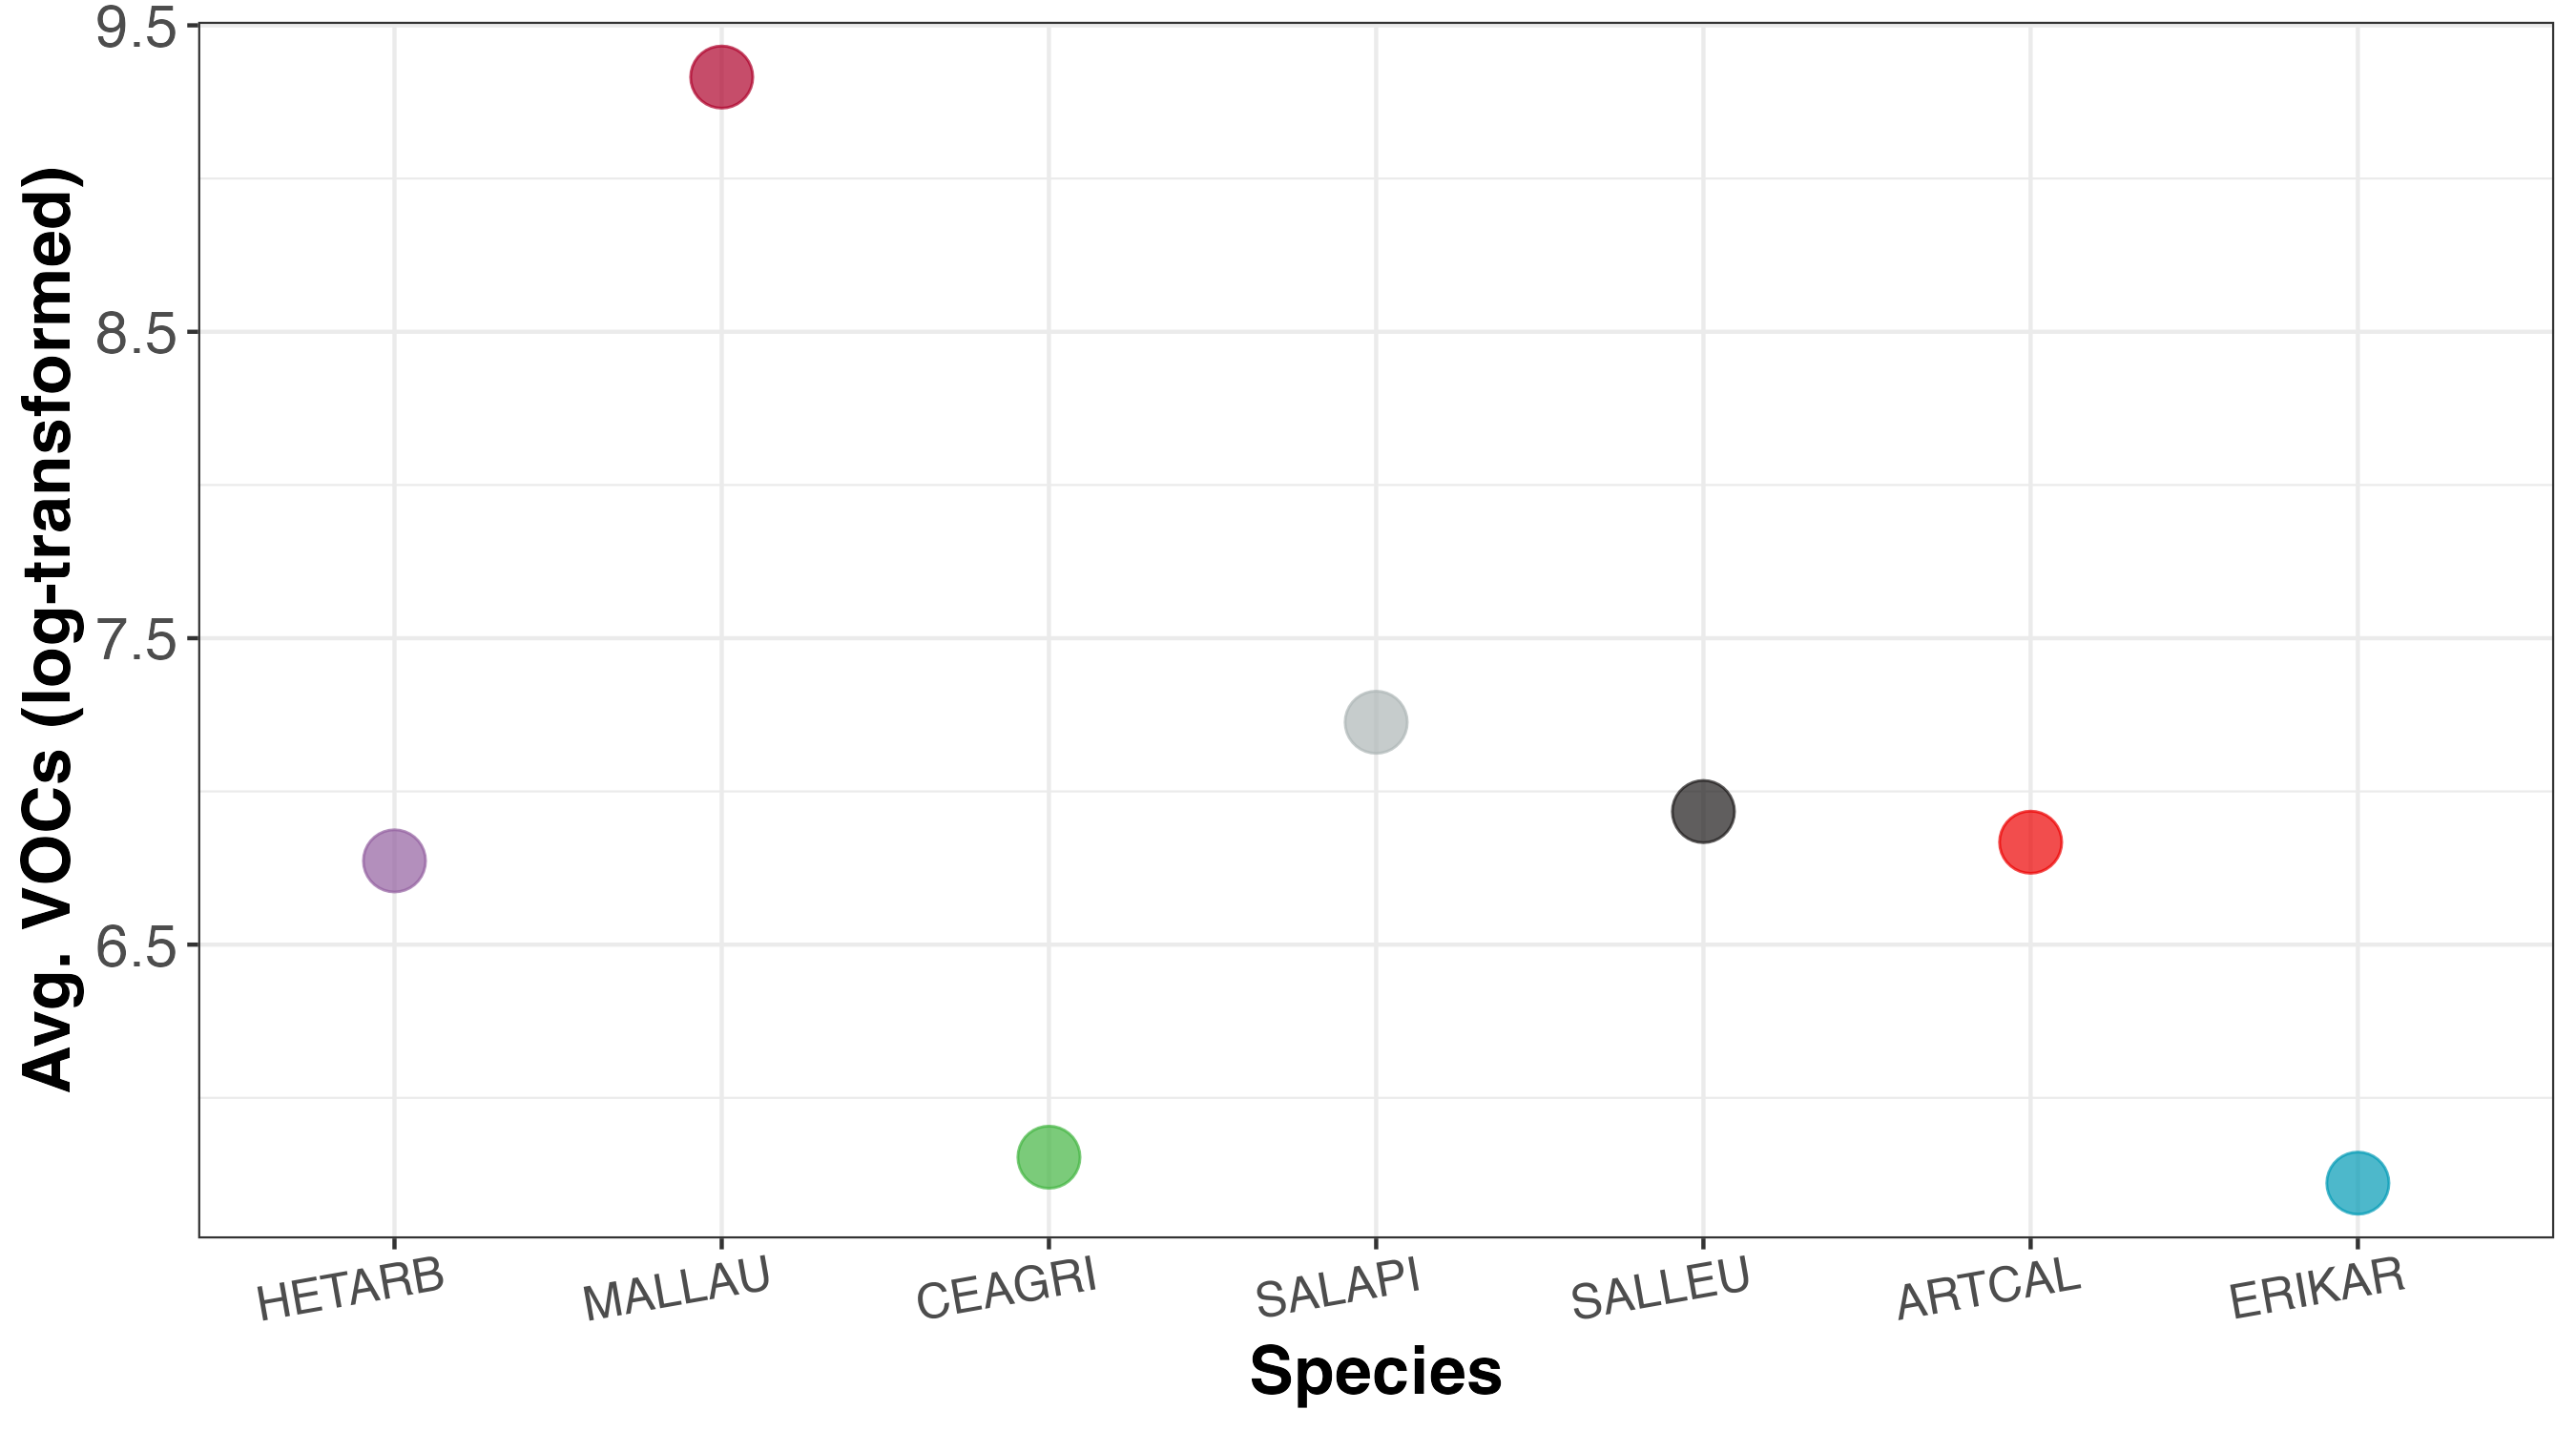 Avg. VOCs (log-transformed)
9.5
8.5
7.5
6.5
HETARB
MALLAU
CEAGRI
SALAPI
SALLEU
ARTCAL
ERIKAR
Species